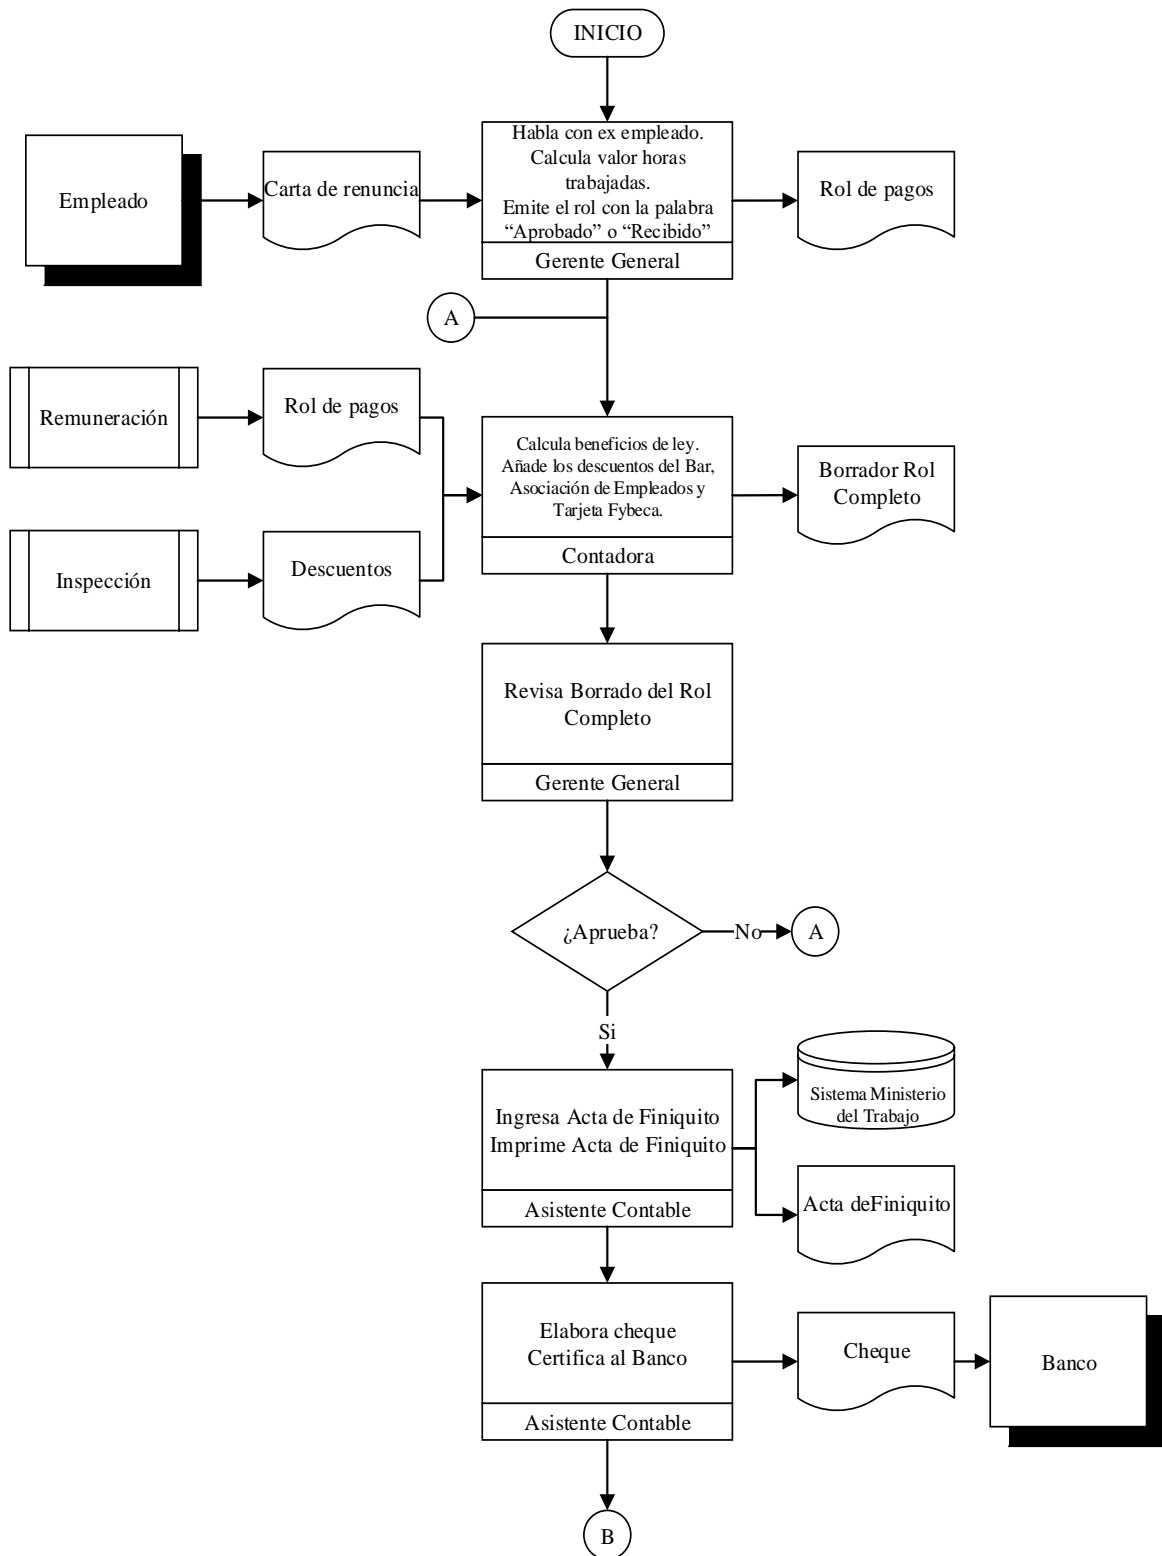 INICIO
Empleado
Carta de renuncia
Habla con ex empleado.
Calcula valor horas
trabajadas.
Emite el rol con la palabra
“Aprobado” o “Recibido”
Gerente General
Rol de pagos
A
Remuneración
Rol de pagos
Inspección
Descuentos
Calcula beneficios de ley.
Añade los descuentos del Bar,
Asociación de Empleados y
Tarjeta Fybeca.
Contadora
Borrador Rol
Completo
Revisa Borrado del Rol
Completo
Gerente General
¿Aprueba?
No
A
Si
Ingresa Acta de Finiquito
Imprime Acta de Finiquito
Asistente Contable
Sistema Ministerio
del Trabajo
Acta deFiniquito
Elabora cheque
Certifica al Banco
Asistente Contable
Cheque
Banco
B